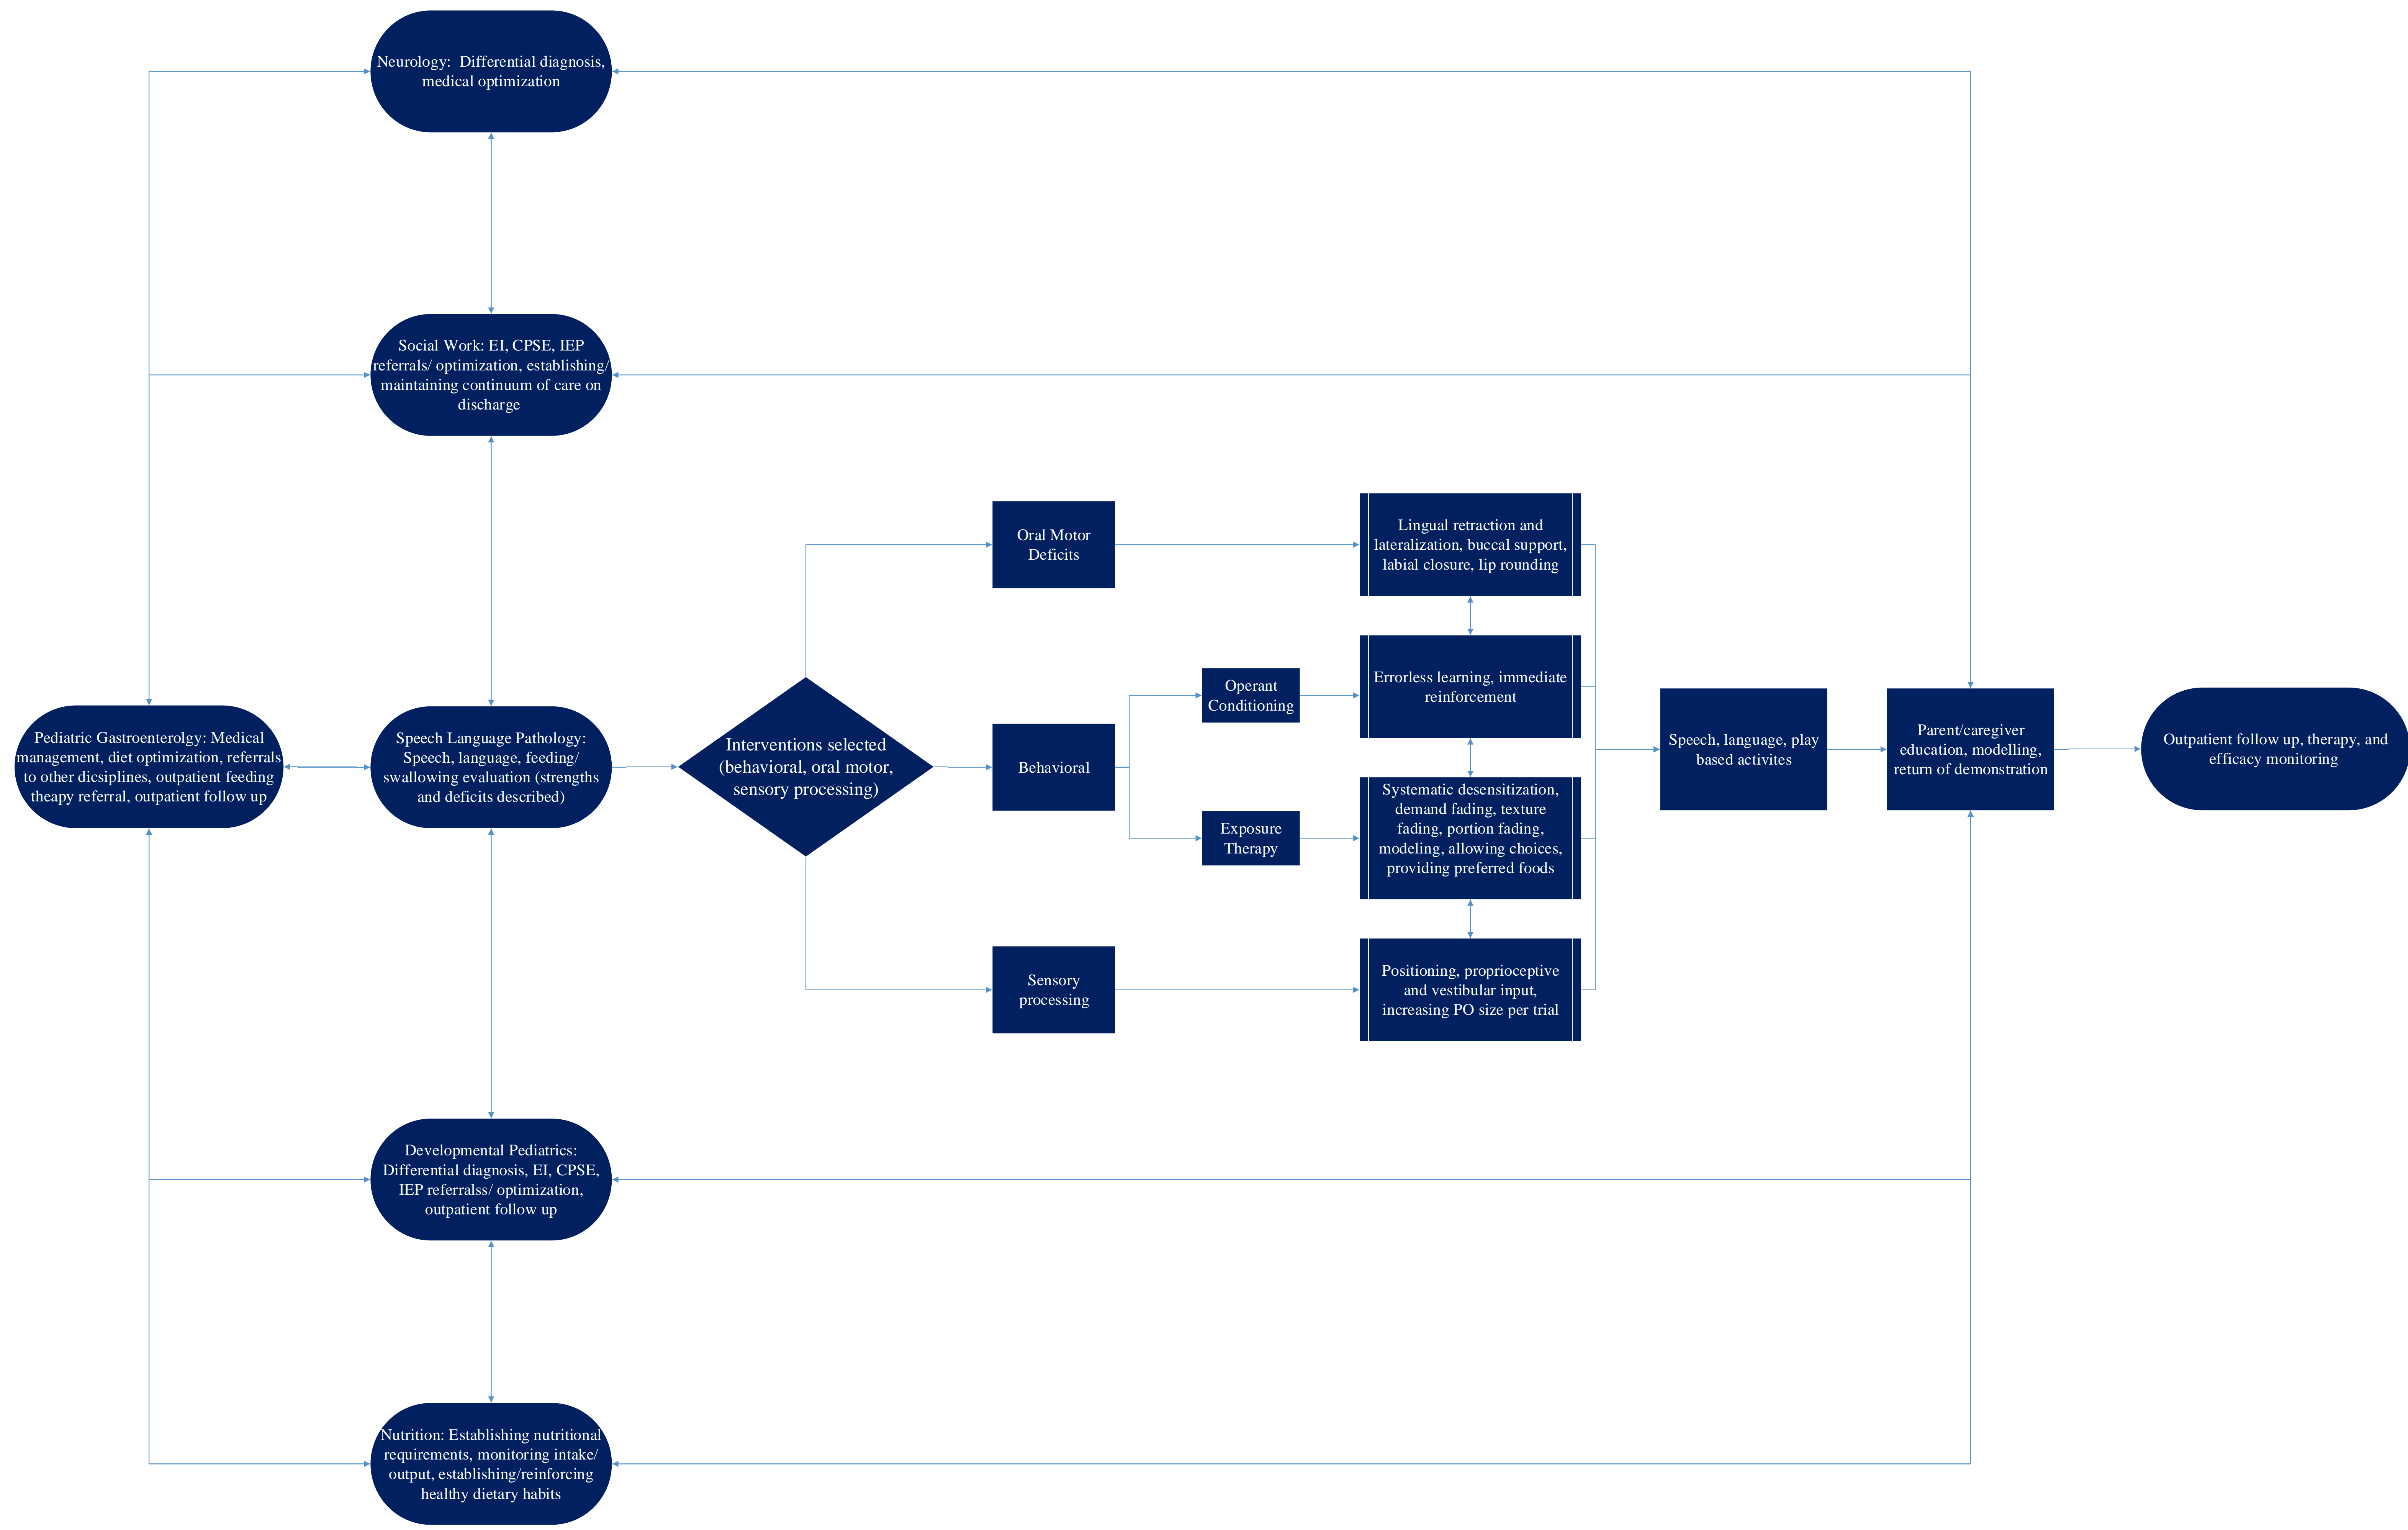 Neurology:  Differential diagnosis,
medical optimization
Social Work: EI, CPSE, IEP
referrals/ optimization, establishing/
maintaining continuum of care on
discharge
Pediatric Gastroenterolgy: Medical
management, diet optimization, referrals
to other dicsiplines, outpatient feeding
theapy referral, outpatient follow up
Speech Language Pathology:
Speech, language, feeding/
swallowing evaluation (strengths
and deficits described)
Interventions selected
(behavioral, oral motor,
sensory processing)
Oral Motor
Deficits
Behavioral
Sensory
processing
Operant
Conditioning
Exposure
Therapy
Lingual retraction and
lateralization, buccal support,
labial closure, lip rounding
Errorless learning, immediate
reinforcement
Systematic desensitization,
demand fading, texture
fading, portion fading,
modeling, allowing choices,
providing preferred foods
Positioning, proprioceptive
and vestibular input,
increasing PO size per trial
Speech, language, play
based activites
Parent/caregiver
education, modelling,
return of demonstration
Outpatient follow up, therapy, and
efficacy monitoring
Developmental Pediatrics:
Differential diagnosis, EI, CPSE,
IEP referralss/ optimization,
outpatient follow up
Nutrition: Establishing nutritional
requirements, monitoring intake/
output, establishing/reinforcing
healthy dietary habits